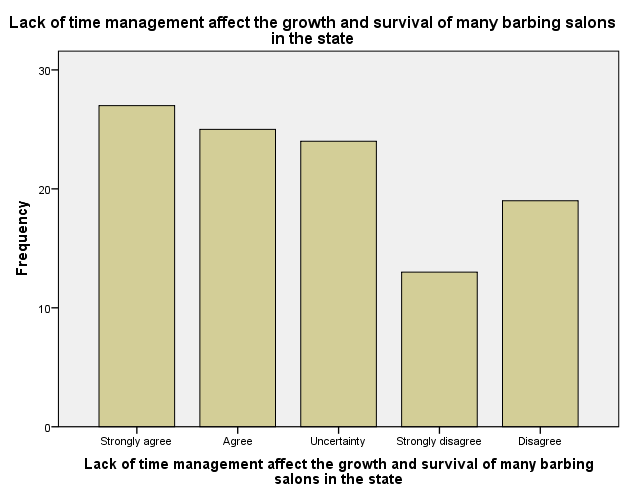 Lack of time management affect the growth and survival of many barbing salons
in the state
30
20
10
0
Frequency
Strongly agree
Agree
Uncertainty
Strongly disagree
Disagree
Lack of time management affect the growth and survival of many barbing
salons in the state